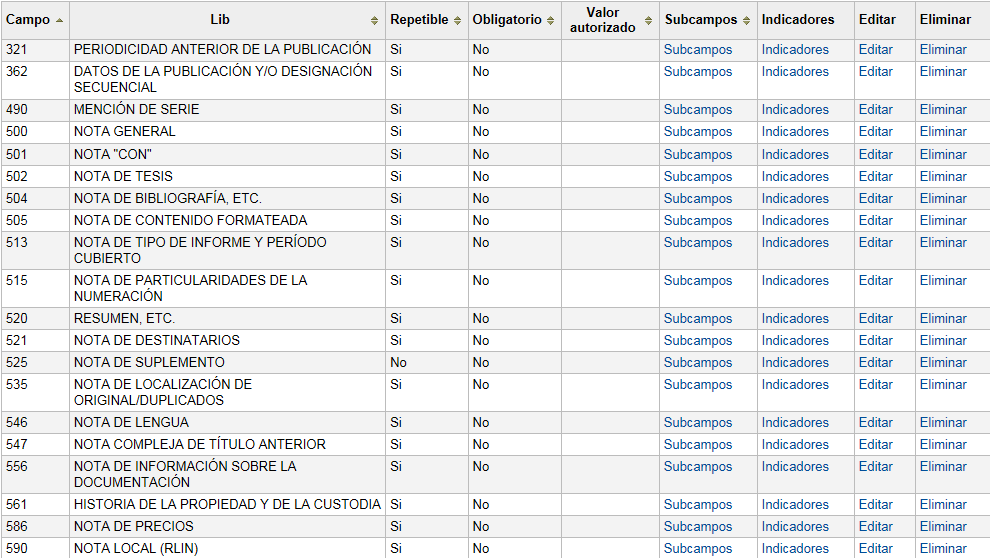 Campo Lib Repetible Obligatorio Valor autorizado Subcampos Indicadores Editar Eliminar
321 PERIODICIDAD ANTERIOR DE LA PUBLICACIÓN Si No Subcampos Indicadores Editar Eliminar
362 DATOS DE LA PUBLICACIÓN Y/O DESIGNACIÓN Si No Subcampos Indicadores Editar Eliminar
SECUENCIAL
490 MENCIÓN DE SERIE Si No Subcampos Indicadores Editar Eliminar
500 NOTA GENERAL Si No Subcampos Indicadores Editar Eliminar
501 NOTA "CON" Si No Subcampos Indicadores Editar Eliminar
502 NOTA DE TESIS Si No Subcampos Indicadores Editar Eliminar
504 NOTA DE BIBLIOGRAFÍA, ETC. Si No Subcampos Indicadores Editar Eliminar
505 NOTA DE CONTENIDO FORMATEADA Si No Subcampos Indicadores Editar Eliminar
513 NOTA DE TIPO DE INFORME Y PERÍODO Si No Subcampos Indicadores Editar Eliminar
CUBIERTO
515 NOTA DE PARTICULARIDADES DE LA Si No Subcampos Indicadores Editar Eliminar
NUMERACIÓN
520 RESUMEN, ETC. Si No Subcampos Indicadores Editar Eliminar
521 NOTA DE DESTINATARIOS Si No Subcampos Indicadores Editar Eliminar
525 NOTA DE SUPLEMENTO No No Subcampos Indicadores Editar Eliminar
535 NOTA DE LOCALIZACIÓN DE Si No Subcampos Indicadores Editar Eliminar
ORIGINAL/DUPLICADOS
546 NOTA DE LENGUA Si No Subcampos Indicadores Editar Eliminar
547 NOTA COMPLEJA DE TÍTULO ANTERIOR Si No Subcampos Indicadores Editar Eliminar
556 NOTA DE INFORMACIÓN SOBRE LA Si No Subcampos Indicadores Editar Eliminar
DOCUMENTACIÓN
561 HISTORIA DE LA PROPIEDAD Y DE LA CUSTODIA Si No Subcampos Indicadores Editar Eliminar
586 NOTA DE PRECIOS Si No Subcampos Indicadores Editar Eliminar
590 NOTA LOCAL (RLIN) Si No Subcampos Indicadores Editar Eliminar